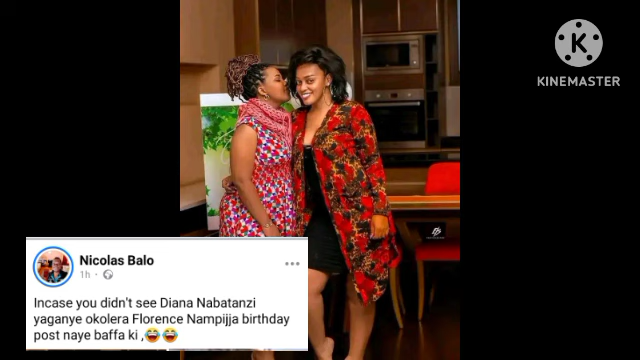 K
KINEMASTER
Nicolas Balo
1h ·
Incase you didn't see Diana Nabatanzi
yaganye okolera Florence Nampijja birthday
post naye baffa ki ,😂😂